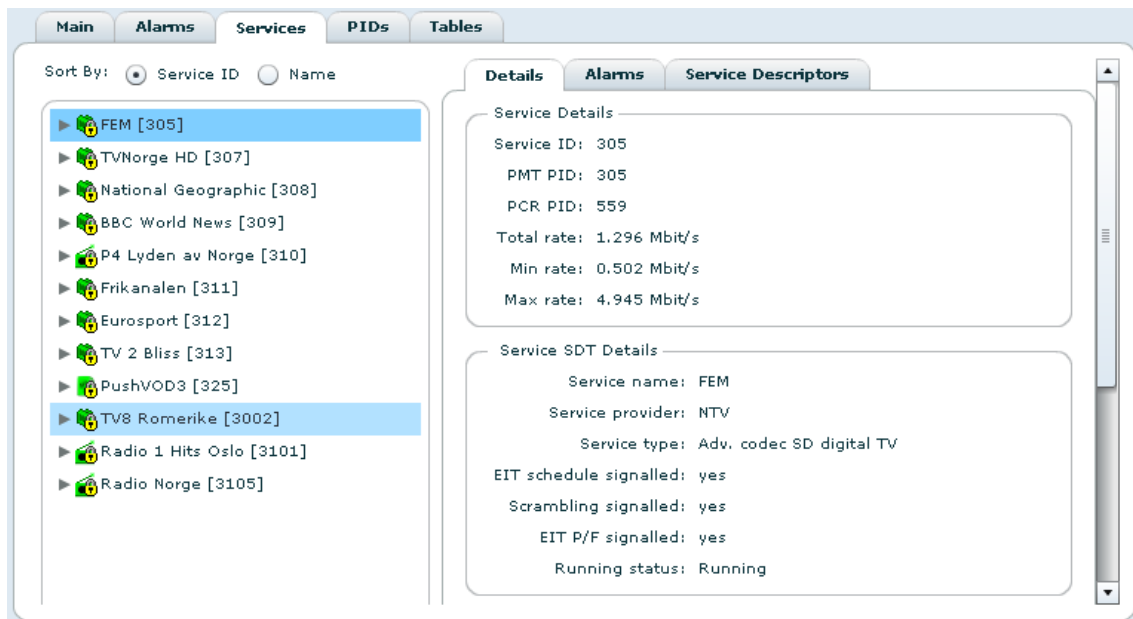 Main Alarms Services PIDs Tables
Sort By: Service ID Name
FEM [305]
TVNorge HD [307]
National Geographic [308]
BBC World News [309]
P4 Lyden av Norge [310]
Frikanalen [311]
Eurosport [312]
TV 2 Bliss [313]
PushVOD3 [325]
TV8 Romerike [3002]
Radio 1 Hits Oslo [3101]
Radio Norge [3105]
Details Alarms Service Descriptors
Service Details
Service ID: 305
PMT PID: 305
PCR PID: 559
Total rate: 1.296 Mbit/s
Min rate: 0.502 Mbit/s
Max rate: 4.945 Mbit/s
Service SDT Details
Service name: FEM
Service provider: NTV
Service type: Adv. codec SD digital TV
EIT schedule signalled: yes
Scrambling signalled: yes
EIT P/F signalled: yes
Running status: Running